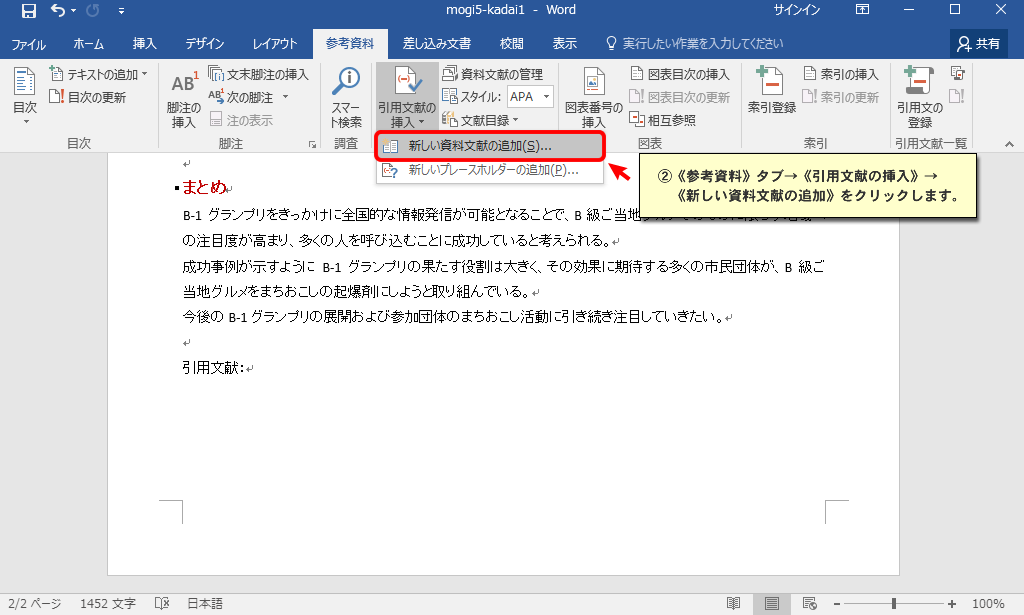 mogi5-kadai1 - Word
サインイン
ファイル ホーム 挿入 デザイン レイアウト 参考資料 差し込み文書 校閲 表示 実行したい作業を入力してください 共有
目次
テキストの追加
目次の更新
目次
AB1
脚注の
挿入
文末脚注の挿入
AB1 次の脚注
注の表示
脚注
スマー
ト検索
調査
引用文献の
挿入
資料文献の管理
スタイル: APA
文献目録
新しい資料文献の追加(S)...
新しいプレースホルダーの追加(P)...
図表番号の
挿入
図表目次の挿入
図表目次の更新
相互参照
図表
索引登録
索引の挿入
索引の更新
索引
引用文の
登録
引用文献一覧
②《参考資料》タブ→《引用文献の挿入》→
《新しい資料文献の追加》をクリックします。
まとめ
B-1 グランプリをきっかけに全国的な情報発信が可能となることで、B 級ご当地
の注目度が高まり、多くの人を呼び込むことに成功していると考えられる。
成功事例が示すように B-1 グランプリの果たす役割は大きく、その効果に期待する多くの市民団体が、B 級ご
当地グルメをまちおこしの起爆剤にしようと取り組んでいる。
今後の B-1 グランプリの展開および参加団体のまちおこし活動に引き続き注目していきたい。
引用文献:
2/2 ページ 1452 文字 日本語 100%